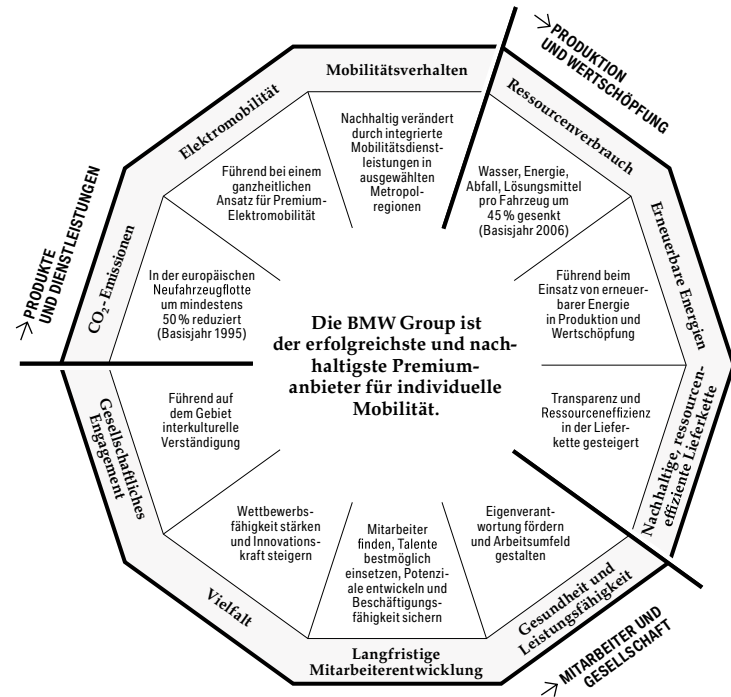 PRODUKTE
UND DIENSTLEISTUNGEN
CO₂-Emissionen
In der europäischen
Neufahrzeugflotte
um mindestens
50 % reduziert
(Basisjahr 1995)
Elektromobilität
Führend bei einem
ganzheitlichen
Ansatz für Premium-
Elektromobilität
Mobilitätsverhalten
Nachhaltig verändert
durch integrierte
Mobilitätsdienst-
leistungen in
ausgewählten
Metropol-
regionen
PRODUKTION
UND WERTSCHÖPFUNG
Ressourcenverbrauch
Wasser, Energie,
Abfall, Lösungsmittel
pro Fahrzeug um
45 % gesenkt
(Basisjahr 2006)
Erneuerbare Energien
Führend beim
Einsatz von erneuer-
barer Energie
in Produktion und
Wertschöpfung
Nachhaltige, ressourcen-
effiziente Lieferkette
Transparenz und
Ressourceneffizienz
in der Liefer-
kette gesteigert
MITARBEITER UND
GESELLSCHAFT
Gesundheit und
Leistungsfähigkeit
Eigenverant-
wortung fördern
und Arbeitsumfeld
gestalten
Langfristige
Mitarbeiterentwicklung
Mitarbeiter
finden, Talente
bestmöglich
einsetzen, Potenzi-
ale entwickeln und
Beschäftigungs-
fähigkeit sichern
Vielfalt
Wettbewerbs-
fähigkeit stärken
und Innovations-
kraft steigern
Gesellschaftliches
Engagement
Führend auf
dem Gebiet
interkulturelle
Verständigung
Die BMW Group ist
der erfolgreichste und nach-
haltigste Premium-
anbieter für individuelle
Mobilität.